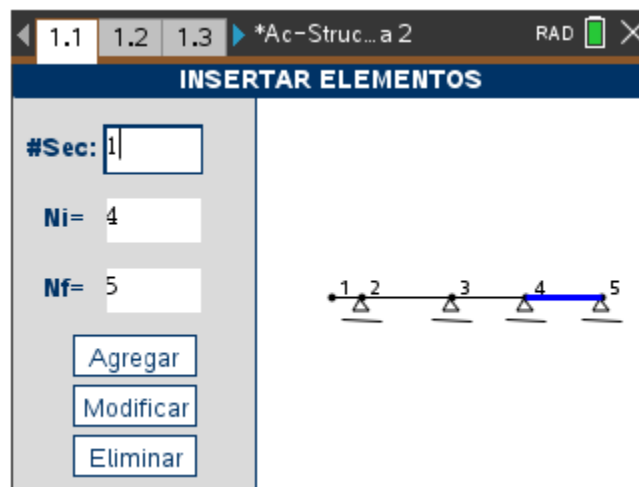 1.1 1.2 1.3 *Ac-Struc...a 2 RAD
INSERTAR ELEMENTOS
#Sec: 1
Ni= 4
Nf= 5
Agregar
Modificar
Eliminar
1 2 3 4 5